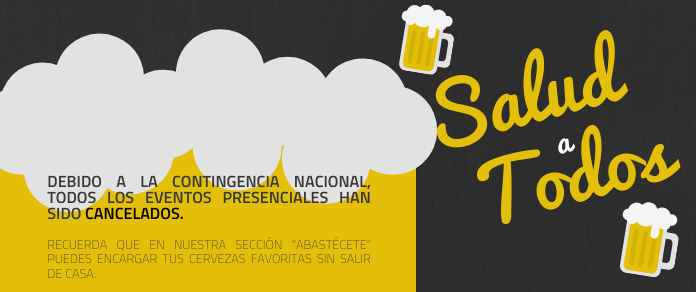 Salud
a
Todos
DEBIDO A LA CONTINGENCIA NACIONAL,
TODOS LOS EVENTOS PRESENCIALES HAN
SIDO CANCELADOS.
RECUERDA QUE EN NUESTRA SECCIÓN "ABASTÉCETE"
PUEDES ENCARGAR TUS CERVEZAS FAVORITAS SIN SALIR
DE CASA.